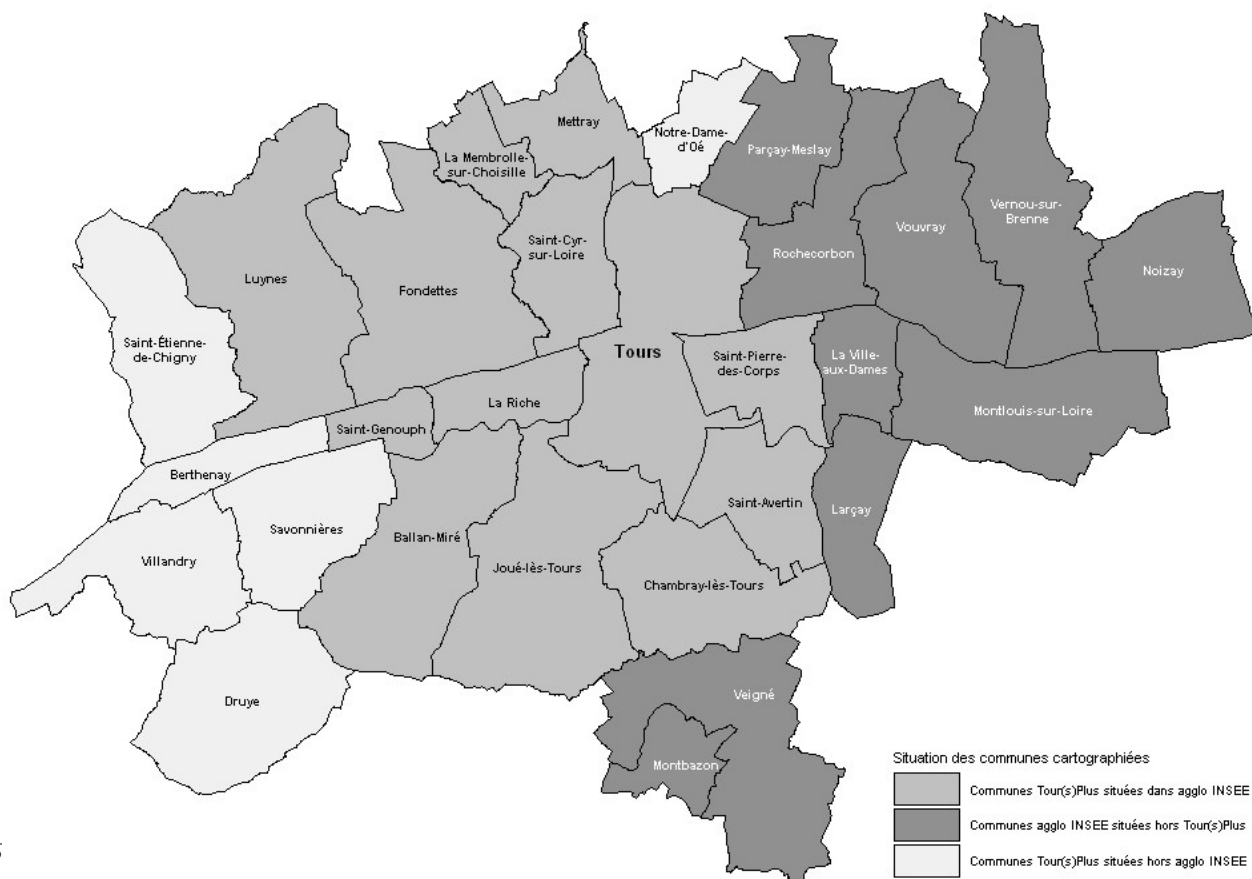 Mettray
Notre-Dame-
d'Oé
Parçay-Meslay
La Membrolle-
sur-Choisille
Vernou-sur-
Brenne
Vouvray
Saint-Cyr-
sur-Loire
Rochecorbon
Noizay
Luynes
Fondettes
Saint-Étienne-
de-Chigny
Tours
Saint-Pierre-
des-Corps
La Ville-
aux-Dames
La Riche
Montlouis-sur-Loire
Saint-Genouph
Berthenay
Saint-Avertin
Larçay
Savonnières
Ballan-Miré
Villandry
Joué-lès-Tours
Chambray-lès-Tours
Druye
Veigné
Montbazon
Situation des communes cartographiées
Communes Tour(s)Plus situées dans agglo INSEE
Communes agglo INSEE situées hors Tour(s)Plus
Communes Tour(s)Plus situées hors agglo INSEE